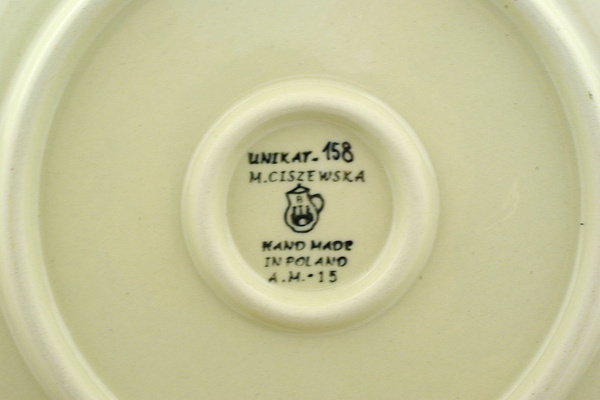 UNIKAT-158
M.CISZEWSKA
HAND MADE
IN POLAND
A.M.-15